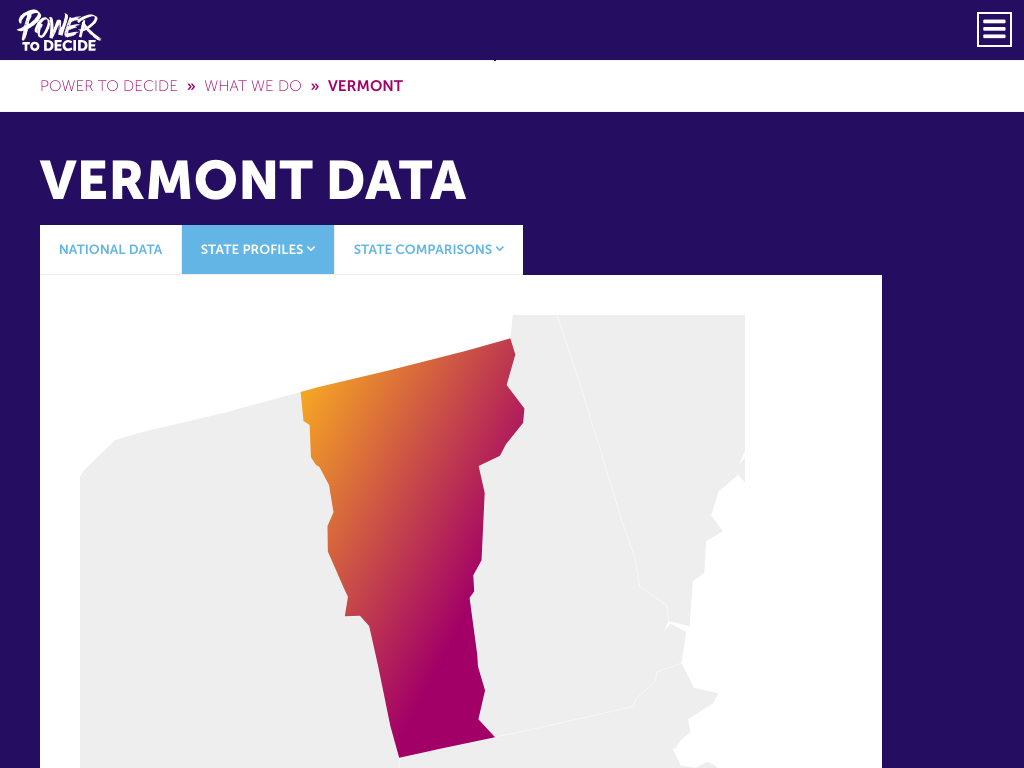 POWER
TO DECIDE
POWER TO DECIDE » WHAT WE DO » VERMONT
VERMONT DATA
NATIONAL DATA STATE PROFILES STATE COMPARISONS